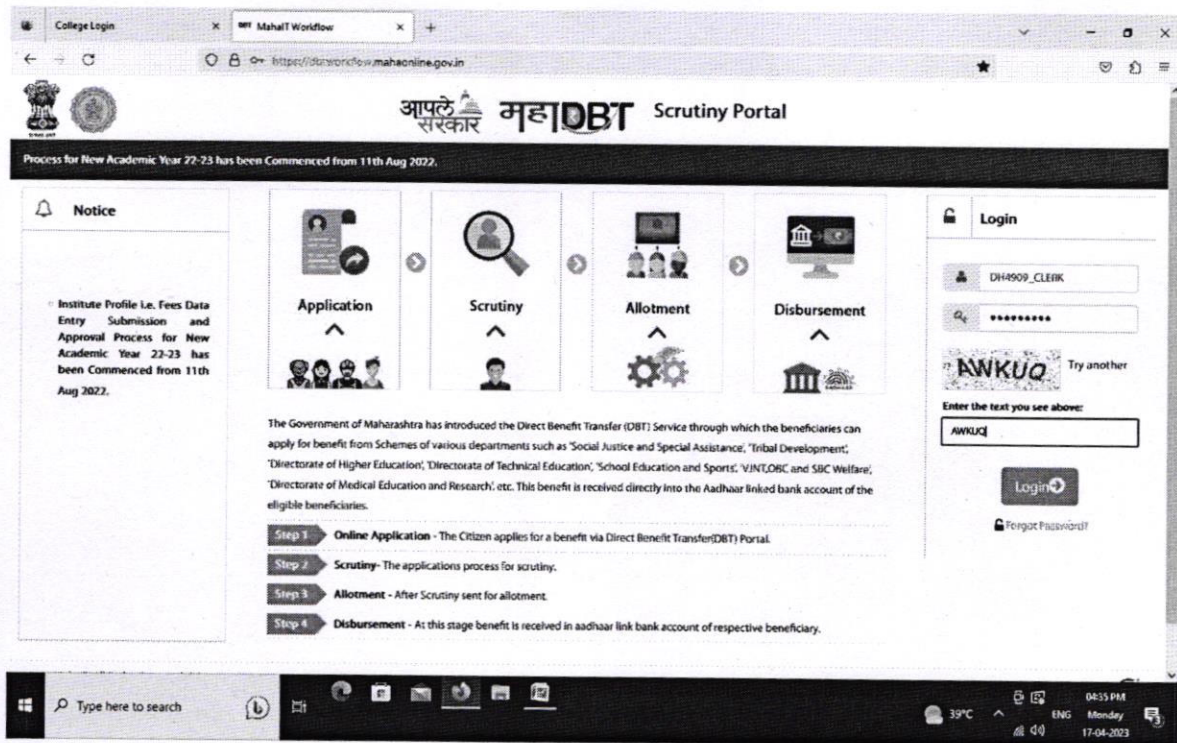 College Login
DBT MahaIT Workflow
https://dbtworkflow.mahaonline.gov.in
आपले सरकार महाDBT Scrutiny Portal
Process for New Academic Year 22-23 has been Commenced from 11th Aug 2022.
Notice
Institute Profile i.e. Fees Data
Entry Submission and
Approval Process for New
Academic Year 22-23 has
been Commenced from 11th
Aug 2022.
Application
Scrutiny
Allotment
Disbursement
The Government of Maharashtra has introduced the Direct Benefit Transfer (DBT) Service through which the beneficiaries can
apply for benefit from Schemes of various departments such as 'Social Justice and Special Assistance', 'Tribal Development',
'Directorate of Higher Education', 'Directorate of Technical Education', 'School Education and Sports', 'VJNT,OBC and SBC Welfare',
'Directorate of Medical Education and Research', etc. This benefit is received directly into the Aadhaar linked bank account of the
eligible beneficiaries.
Step 1 Online Application - The Citizen applies for a benefit via Direct Benefit Transfer(DBT) Portal.
Step 2 Scrutiny- The applications process for scrutiny.
Step 3 Allotment - After Scrutiny sent for allotment.
Step 4 Disbursement - At this stage benefit is received in aadhaar link bank account of respective beneficiary.
Login
DH4909_CLERK
•••••••••
AWKUQ Try another
Enter the text you see above:
AWKUQ
Login
Forgot Password?
Type here to search
39°C
ENG
04:35 PM
Monday
17-04-2023
3